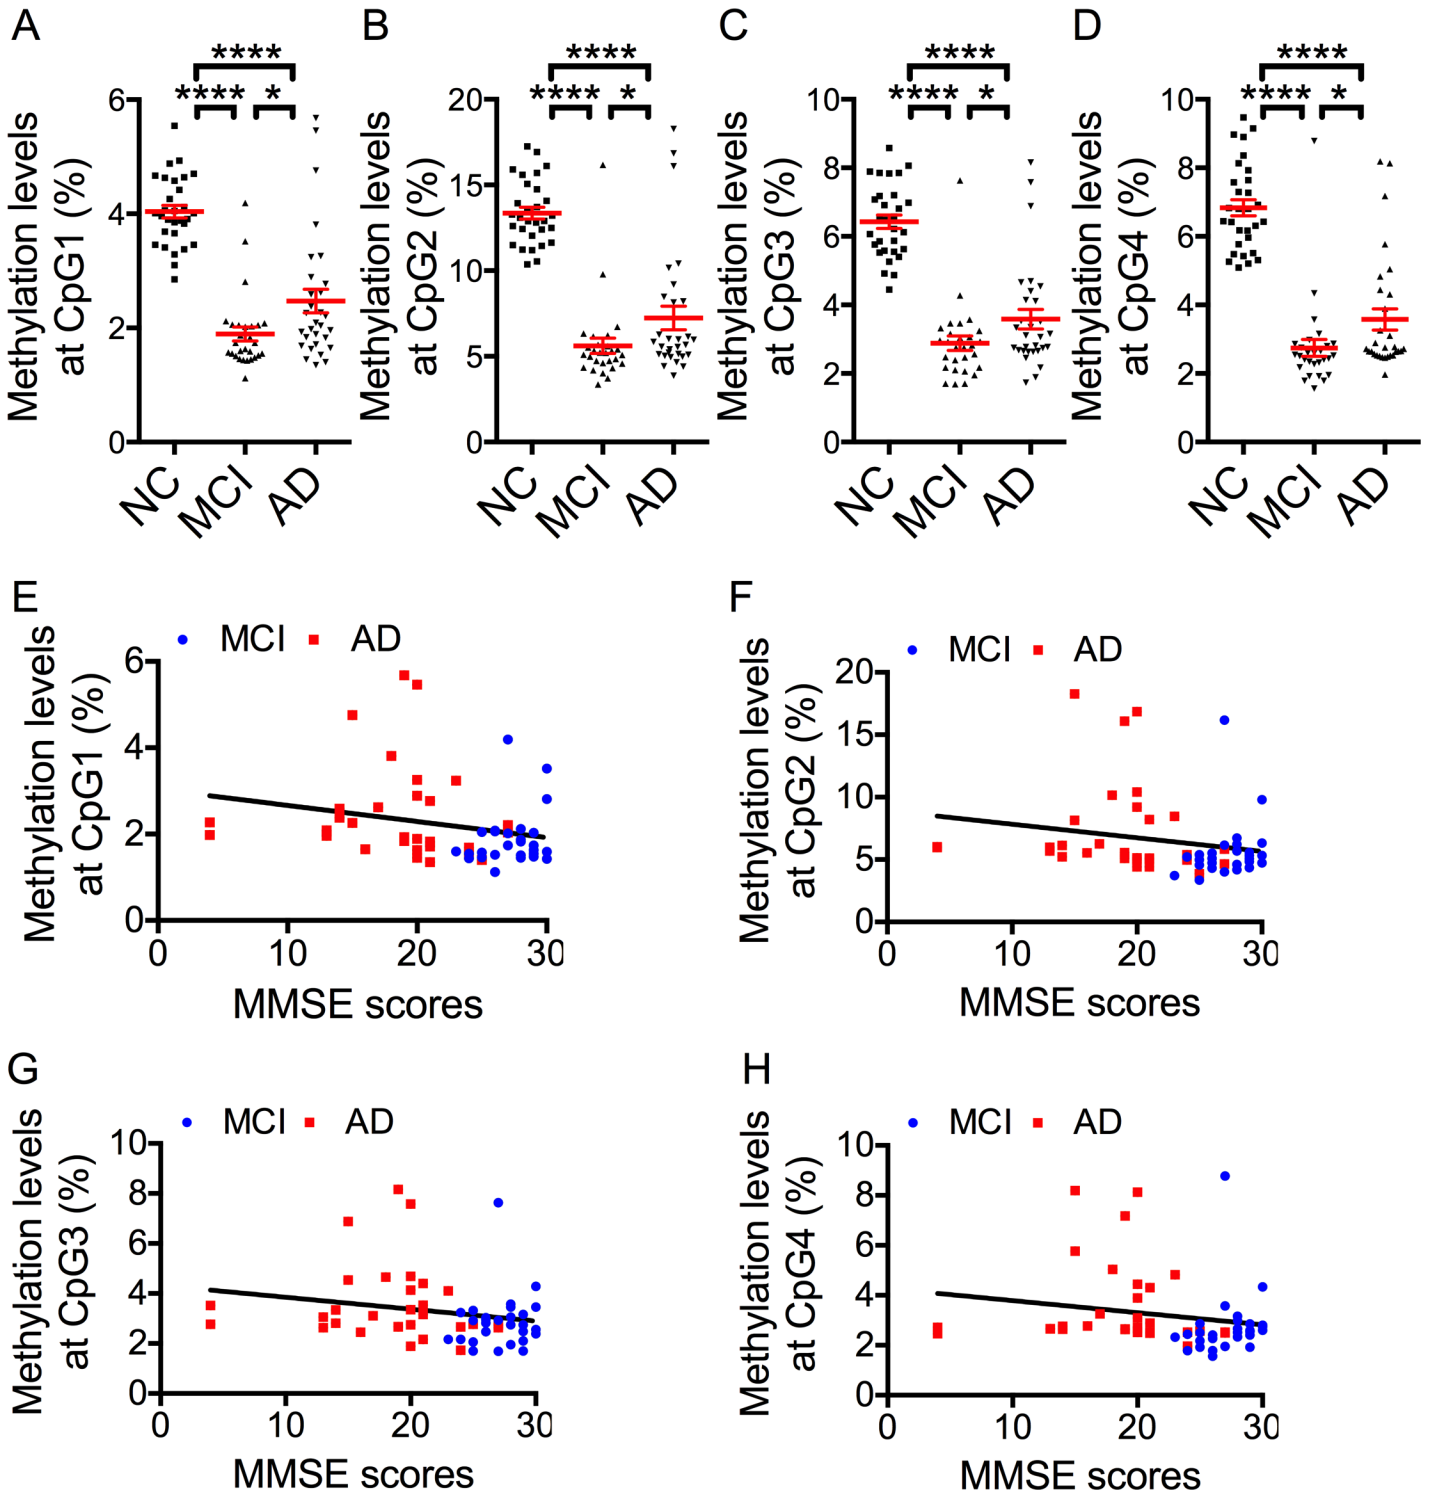 A
B
C
D
****
**** *
****
**** *
****
**** *
****
**** *
Methylation levels
at CpG1 (%)
6
4
2
0
NC
MCI
AD
Methylation levels
at CpG2 (%)
20
15
10
5
0
NC
MCI
AD
Methylation levels
at CpG3 (%)
10
8
6
4
2
0
NC
MCI
AD
Methylation levels
at CpG4 (%)
10
8
6
4
2
0
NC
MCI
AD
E
MCI AD
Methylation levels
at CpG1 (%)
6
4
2
0
0 10 20 30
MMSE scores
F
MCI AD
Methylation levels
at CpG2 (%)
20
15
10
5
0
0 10 20 30
MMSE scores
G
MCI AD
Methylation levels
at CpG3 (%)
10
8
6
4
2
0
0 10 20 30
MMSE scores
H
MCI AD
Methylation levels
at CpG4 (%)
10
8
6
4
2
0
0 10 20 30
MMSE scores